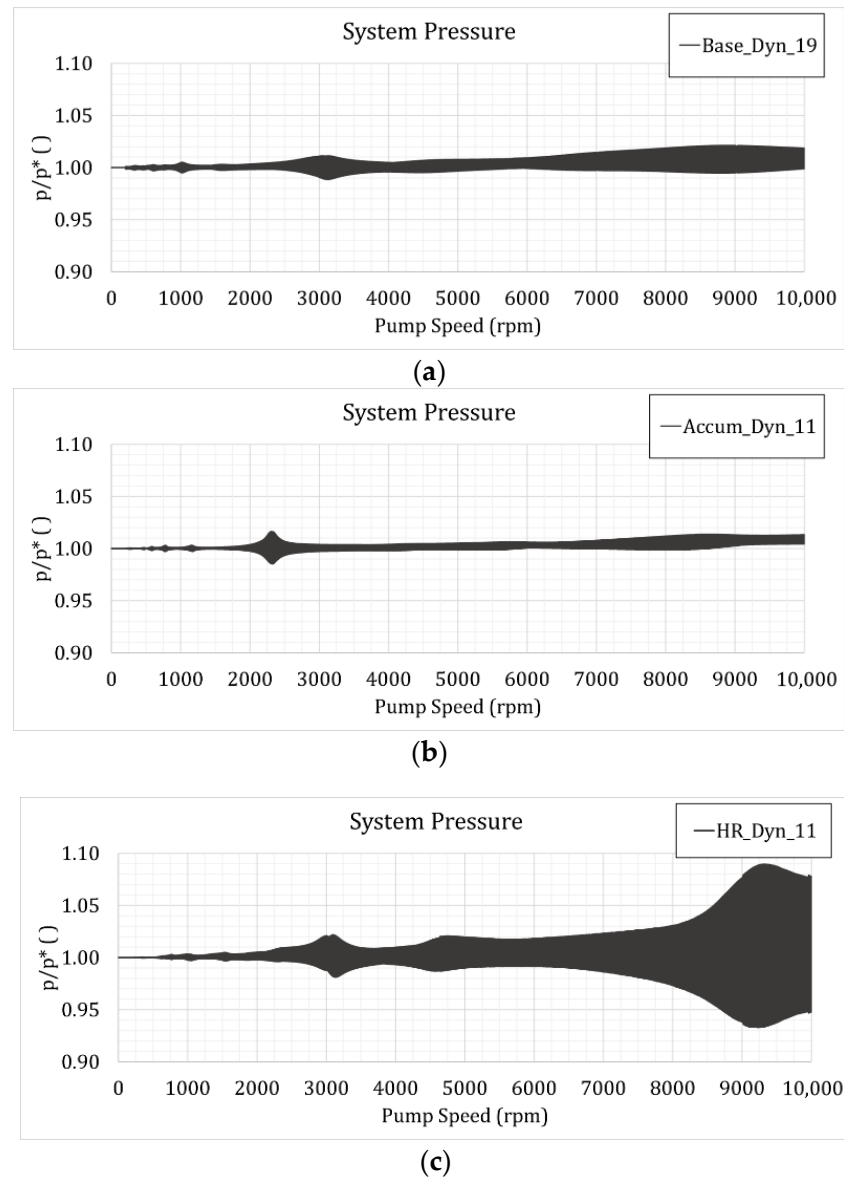 System Pressure
Base_Dyn_19
1.10
1.05
1.00
0.95
0.90
p/p* ( )
0 1000 2000 3000 4000 5000 6000 7000 8000 9000 10,000
Pump Speed (rpm)
(a)
System Pressure
Accum_Dyn_11
1.10
1.05
1.00
0.95
0.90
p/p* ( )
0 1000 2000 3000 4000 5000 6000 7000 8000 9000 10,000
Pump Speed (rpm)
(b)
System Pressure
HR_Dyn_11
1.10
1.05
1.00
0.95
0.90
p/p* ( )
0 1000 2000 3000 4000 5000 6000 7000 8000 9000 10,000
Pump Speed (rpm)
(c)